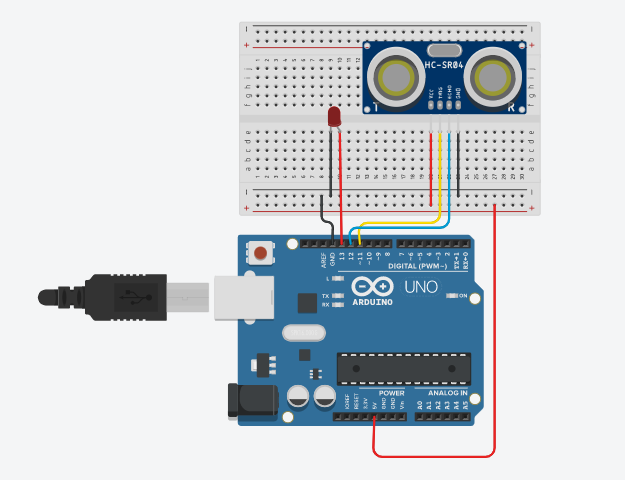 HC-SR04
VCC
TRIG
ECHO
GND
T
R
AREF
GND
13
12
~11
~10
~9
8
7
~6
~5
4
~3
2
TX→1
RX←0
DIGITAL (PWM~)
L
TX
RX
ARDUINO
UNO
ON
POWER
ANALOG IN
IOREF
RESET
3.3V
5V
GND
GND
Vin
A0
A1
A2
A3
A4
A5